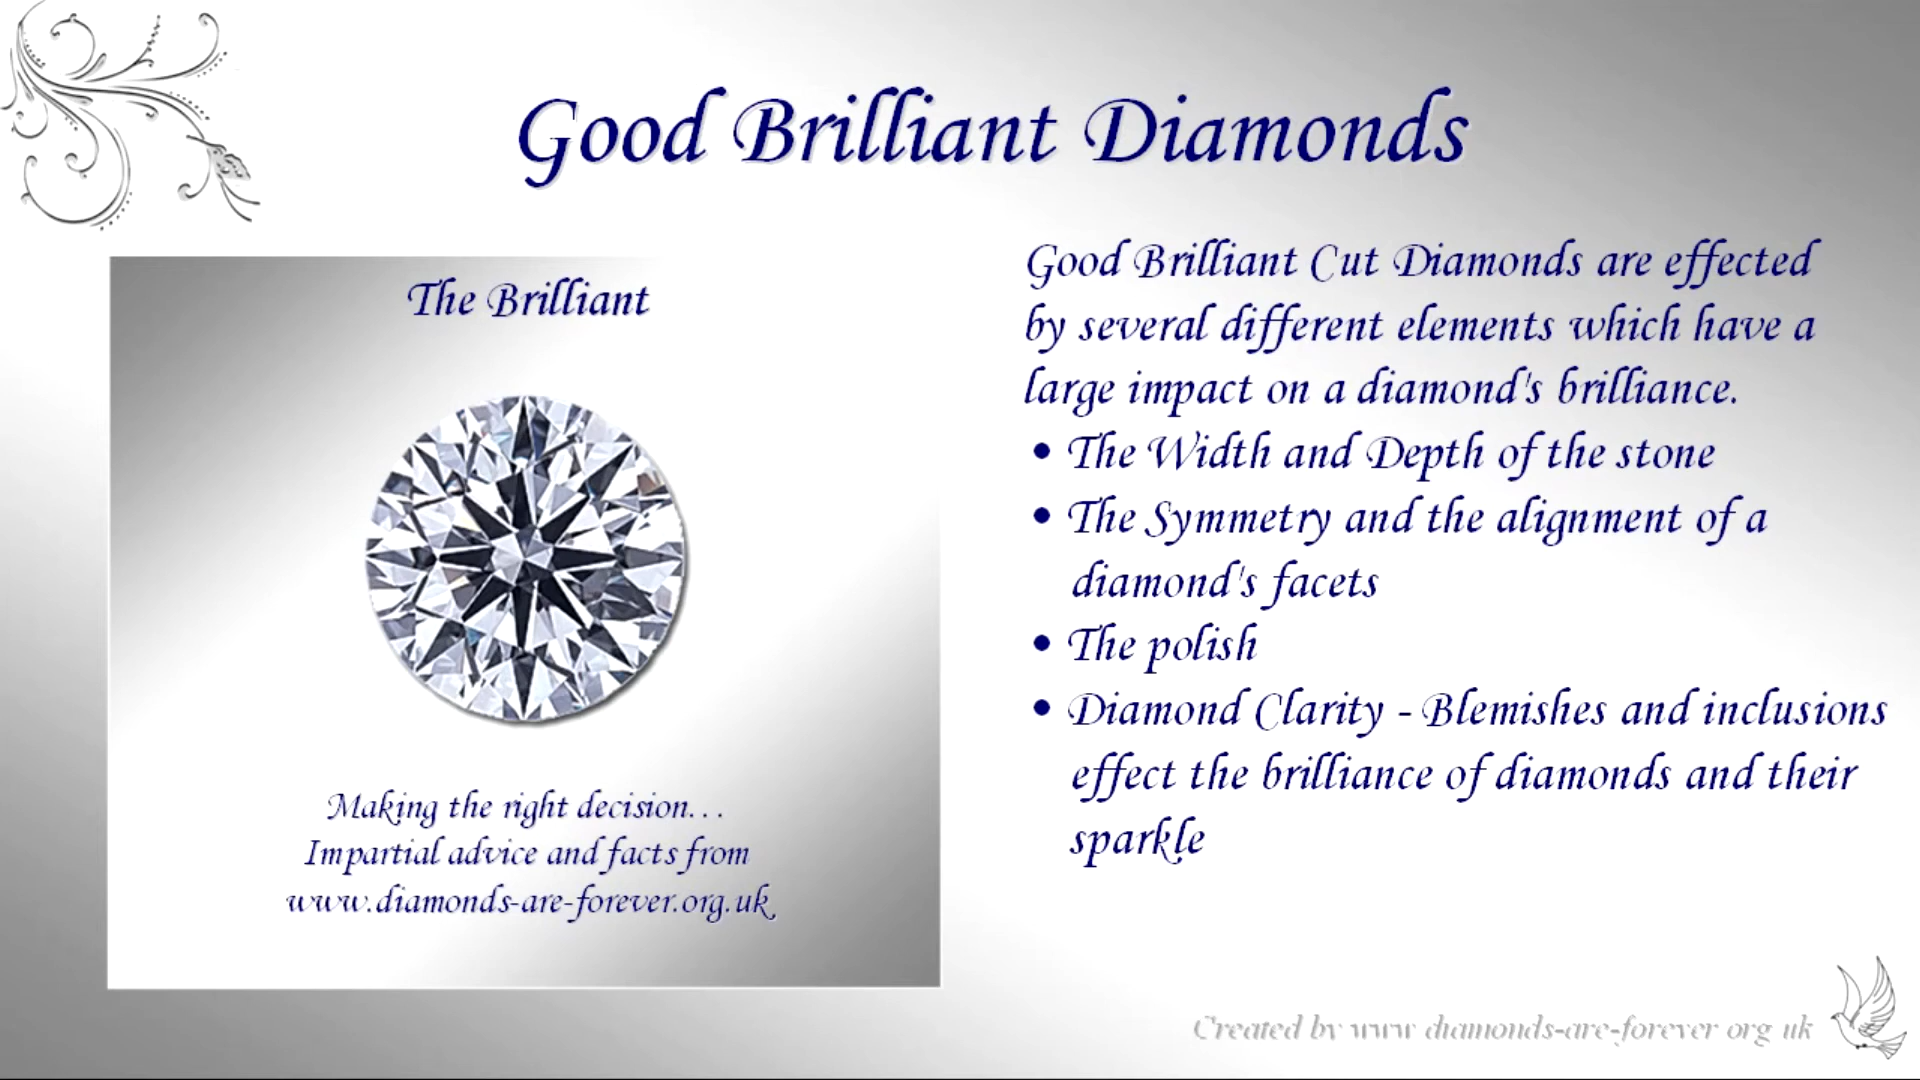 Good Brilliant Diamonds
The Brilliant
Making the right decision...
Impartial advice and facts from
www.diamonds-are-forever.org.uk
Good Brilliant Cut Diamonds are effected
by several different elements which have a
large impact on a diamond's brilliance.
• The Width and Depth of the stone
• The Symmetry and the alignment of a
diamond's facets
• The polish
• Diamond Clarity - Blemishes and inclusions
effect the brilliance of diamonds and their
sparkle
Created by www diamonds-are-forever org uk